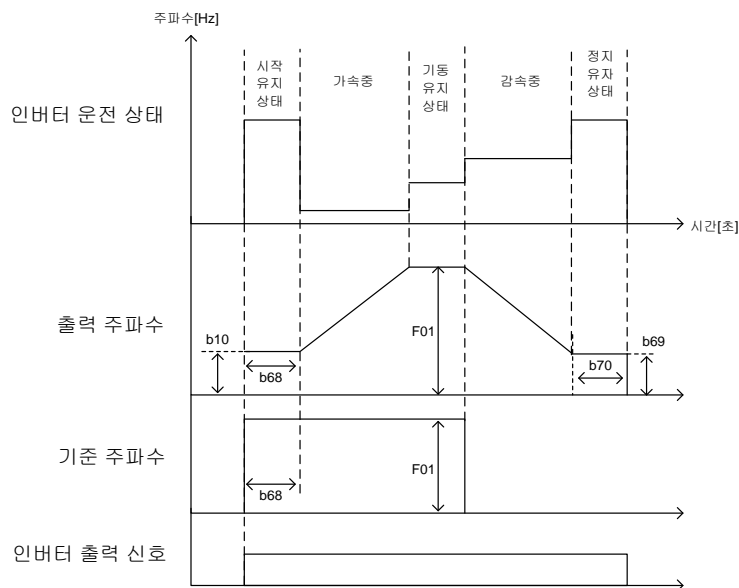 주파수[Hz]
시작
유지
상태
가속중
기동
유지
상태
감속중
정지
유자
상태
인버터 운전 상태
시간[초]
출력 주파수
b10
b68
F01
b70
b69
기준 주파수
b68
F01
인버터 출력 신호